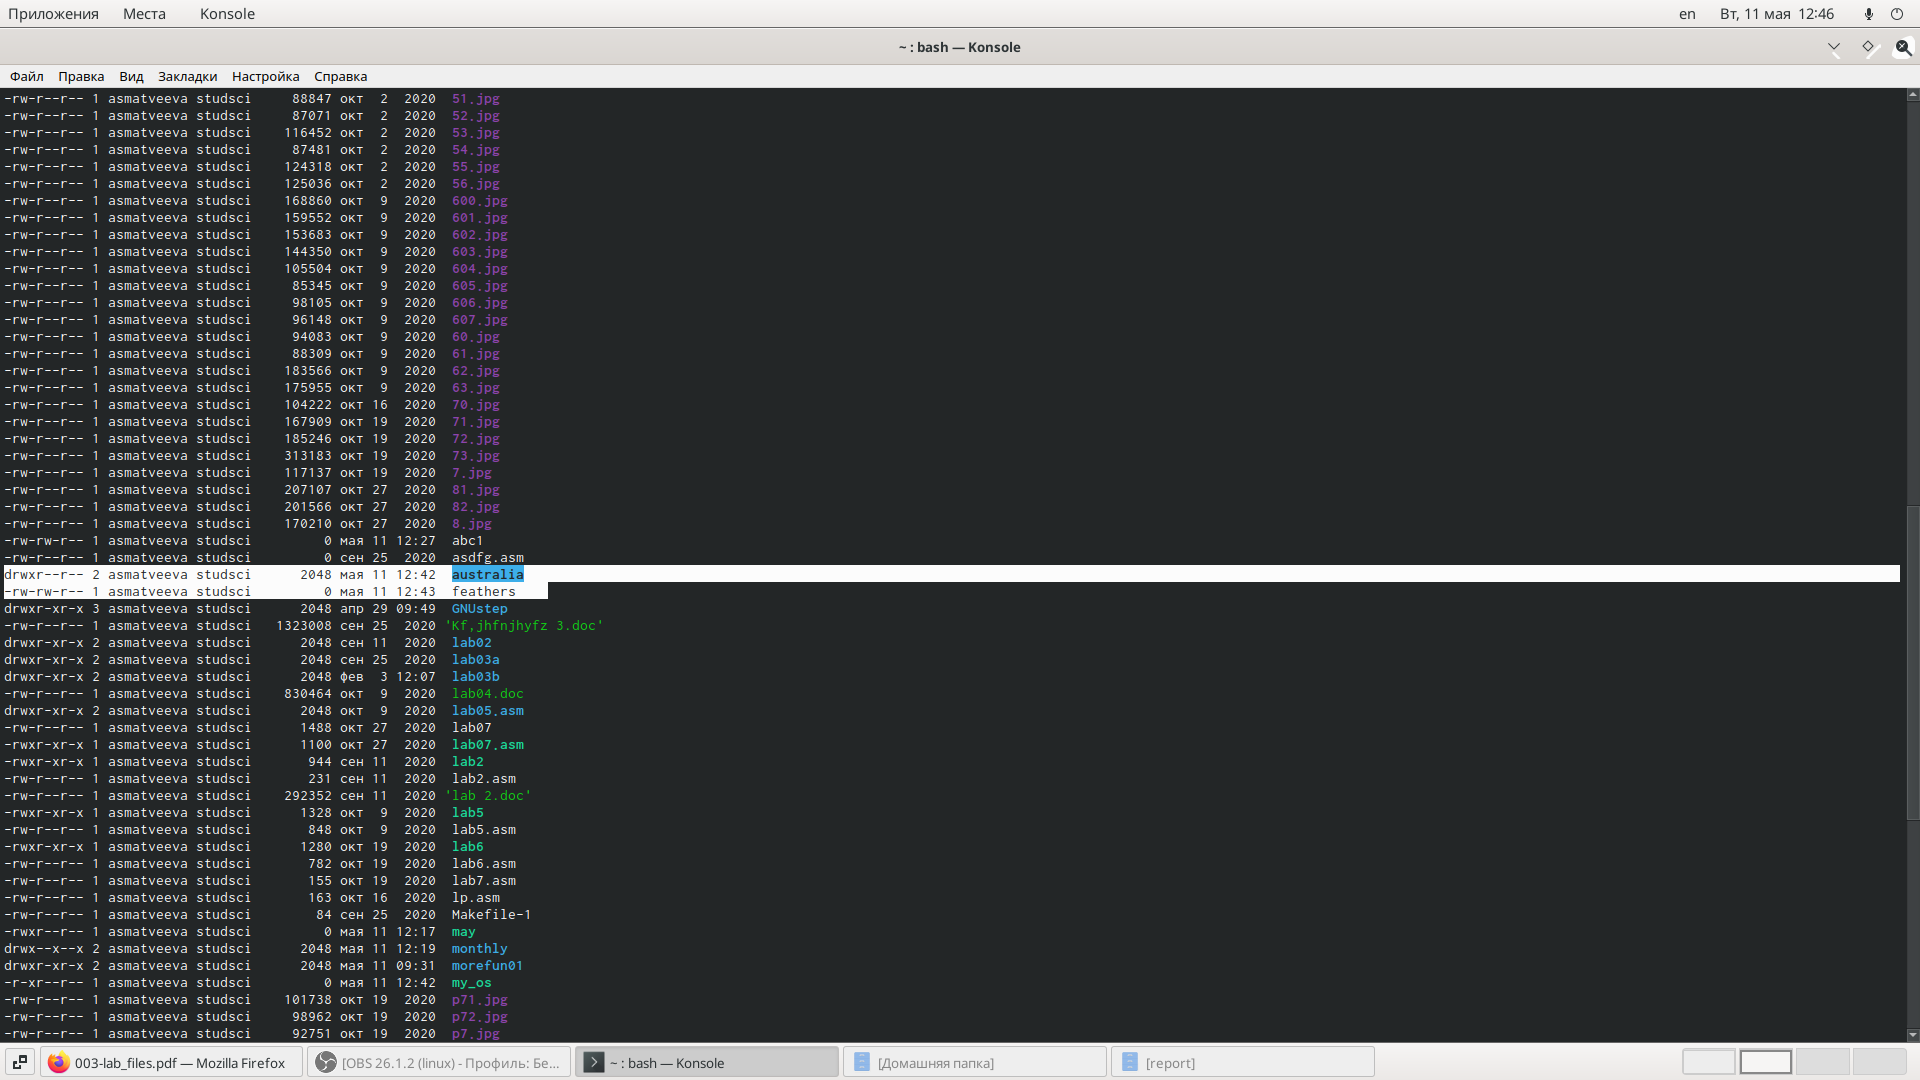 Приложения Места Konsole en Вт, 11 мая 12:46
~ : bash — Konsole
Файл Правка Вид Закладки Настройка Справка
-rw-r--r-- 1 asmatveeva studsci 88847 окт 2 2020 51.jpg
-rw-r--r-- 1 asmatveeva studsci 87071 окт 2 2020 52.jpg
-rw-r--r-- 1 asmatveeva studsci 116452 окт 2 2020 53.jpg
-rw-r--r-- 1 asmatveeva studsci 87481 окт 2 2020 54.jpg
-rw-r--r-- 1 asmatveeva studsci 124318 окт 2 2020 55.jpg
-rw-r--r-- 1 asmatveeva studsci 125036 окт 2 2020 56.jpg
-rw-r--r-- 1 asmatveeva studsci 168860 окт 9 2020 600.jpg
-rw-r--r-- 1 asmatveeva studsci 159552 окт 9 2020 601.jpg
-rw-r--r-- 1 asmatveeva studsci 153683 окт 9 2020 602.jpg
-rw-r--r-- 1 asmatveeva studsci 144350 окт 9 2020 603.jpg
-rw-r--r-- 1 asmatveeva studsci 105504 окт 9 2020 604.jpg
-rw-r--r-- 1 asmatveeva studsci 85345 окт 9 2020 605.jpg
-rw-r--r-- 1 asmatveeva studsci 98105 окт 9 2020 606.jpg
-rw-r--r-- 1 asmatveeva studsci 96148 окт 9 2020 607.jpg
-rw-r--r-- 1 asmatveeva studsci 94083 окт 9 2020 60.jpg
-rw-r--r-- 1 asmatveeva studsci 88309 окт 9 2020 61.jpg
-rw-r--r-- 1 asmatveeva studsci 183566 окт 9 2020 62.jpg
-rw-r--r-- 1 asmatveeva studsci 175955 окт 9 2020 63.jpg
-rw-r--r-- 1 asmatveeva studsci 104222 окт 16 2020 70.jpg
-rw-r--r-- 1 asmatveeva studsci 167909 окт 19 2020 71.jpg
-rw-r--r-- 1 asmatveeva studsci 185246 окт 19 2020 72.jpg
-rw-r--r-- 1 asmatveeva studsci 313183 окт 19 2020 73.jpg
-rw-r--r-- 1 asmatveeva studsci 117137 окт 19 2020 7.jpg
-rw-r--r-- 1 asmatveeva studsci 207107 окт 27 2020 81.jpg
-rw-r--r-- 1 asmatveeva studsci 201566 окт 27 2020 82.jpg
-rw-r--r-- 1 asmatveeva studsci 170210 окт 27 2020 8.jpg
-rw-rw-r-- 1 asmatveeva studsci 0 мая 11 12:27 abc1
-rw-r--r-- 1 asmatveeva studsci 0 сен 25 2020 asdfg.asm
drwxr--r-- 2 asmatveeva studsci 2048 мая 11 12:42 australia
-rw-rw-r-- 1 asmatveeva studsci 0 мая 11 12:43 feathers
drwxr-xr-x 3 asmatveeva studsci 2048 апр 29 09:49 GNUstep
-rw-r--r-- 1 asmatveeva studsci 1323008 сен 25 2020 'Kf,jhfnjhyfz 3.doc'
drwxr-xr-x 2 asmatveeva studsci 2048 сен 11 2020 lab02
drwxr-xr-x 2 asmatveeva studsci 2048 сен 25 2020 lab03a
drwxr-xr-x 2 asmatveeva studsci 2048 фев 3 12:07 lab03b
-rw-r--r-- 1 asmatveeva studsci 830464 окт 9 2020 lab04.doc
drwxr-xr-x 2 asmatveeva studsci 2048 окт 9 2020 lab05.asm
-rw-r--r-- 1 asmatveeva studsci 1488 окт 27 2020 lab07
-rwxr-xr-x 1 asmatveeva studsci 1100 окт 27 2020 lab07.asm
-rwxr-xr-x 1 asmatveeva studsci 944 сен 11 2020 lab2
-rw-r--r-- 1 asmatveeva studsci 231 сен 11 2020 lab2.asm
-rw-r--r-- 1 asmatveeva studsci 292352 сен 11 2020 'lab 2.doc'
-rwxr-xr-x 1 asmatveeva studsci 1328 окт 9 2020 lab5
-rw-r--r-- 1 asmatveeva studsci 848 окт 9 2020 lab5.asm
-rwxr-xr-x 1 asmatveeva studsci 1280 окт 19 2020 lab6
-rw-r--r-- 1 asmatveeva studsci 782 окт 19 2020 lab6.asm
-rw-r--r-- 1 asmatveeva studsci 155 окт 19 2020 lab7.asm
-rw-r--r-- 1 asmatveeva studsci 163 окт 16 2020 lp.asm
-rw-r--r-- 1 asmatveeva studsci 84 сен 25 2020 Makefile-1
-rwxr--r-- 1 asmatveeva studsci 0 мая 11 12:17 may
drwx--x--x 2 asmatveeva studsci 2048 мая 11 12:19 monthly
drwxr-xr-x 2 asmatveeva studsci 2048 мая 11 09:31 morefun01
-r-xr--r-- 1 asmatveeva studsci 0 мая 11 12:42 my_os
-rw-r--r-- 1 asmatveeva studsci 101738 окт 19 2020 p71.jpg
-rw-r--r-- 1 asmatveeva studsci 98962 окт 19 2020 p72.jpg
-rw-r--r-- 1 asmatveeva studsci 92751 окт 19 2020 p7.jpg
003-lab_files.pdf — Mozilla Firefox [OBS 26.1.2 (linux) - Профиль: Бе... ~ : bash — Konsole [Домашняя папка] [report]